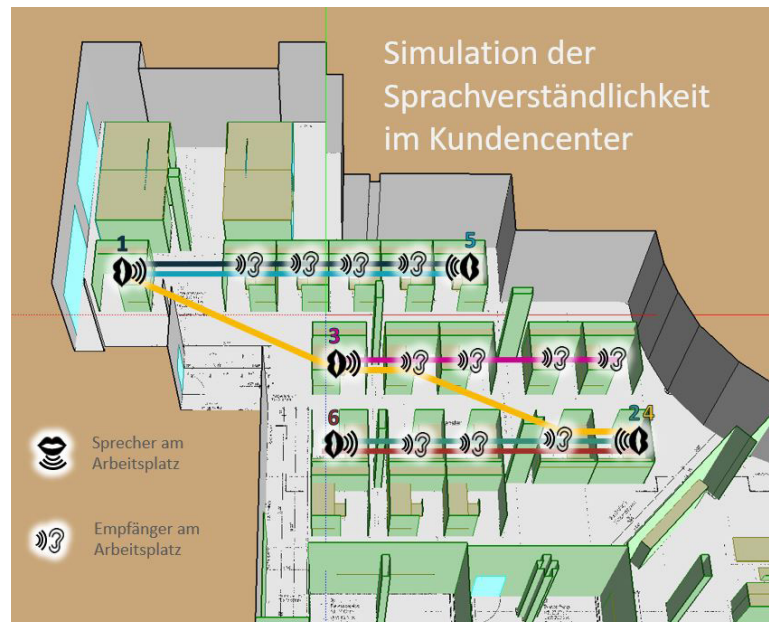 Simulation der
Sprachverständlichkeit
im Kundencenter
1
5
3
6
2 4
Sprecher am
Arbeitsplatz
Empfänger am
Arbeitsplatz